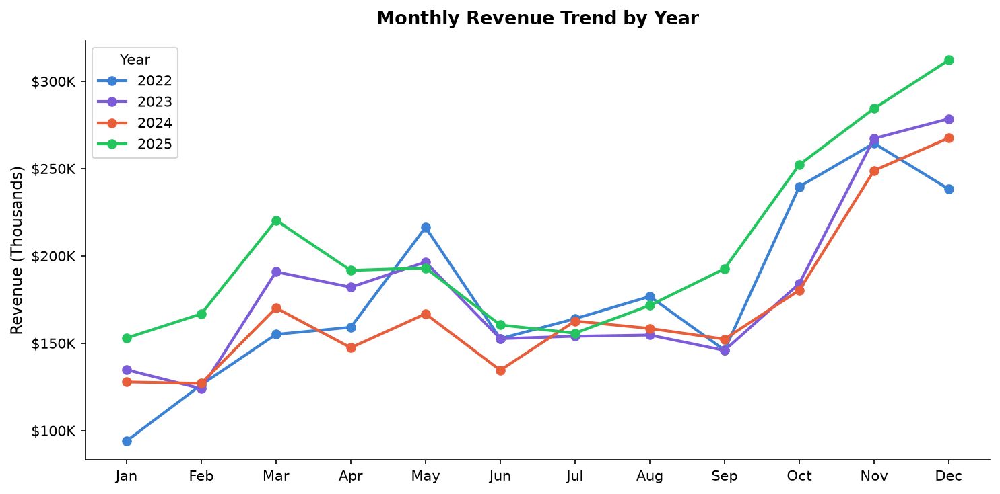 Monthly Revenue Trend by Year
Year
2022
2023
2024
2025
Revenue (Thousands)
$300K
$250K
$200K
$150K
$100K
Jan Feb Mar Apr May Jun Jul Aug Sep Oct Nov Dec